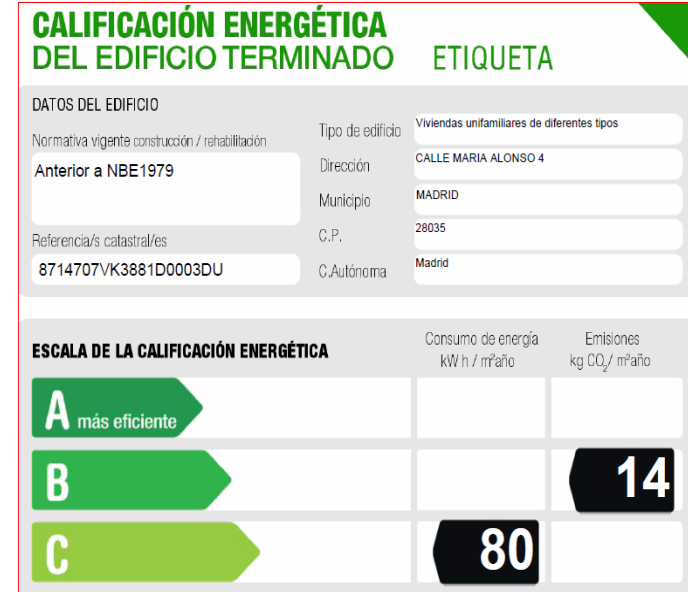 CALIFICACIÓN ENERGÉTICA
DEL EDIFICIO TERMINADO ETIQUETA
DATOS DEL EDIFICIO
Normativa vigente construcción / rehabilitación
Anterior a NBE1979
Referencia/s catastral/es
8714707VK3881D0003DU
Tipo de edificio Viviendas unifamiliares de diferentes tipos
Dirección CALLE MARIA ALONSO 4
Municipio MADRID
C.P. 28035
C.Autónoma Madrid
ESCALA DE LA CALIFICACIÓN ENERGÉTICA
Consumo de energía
kW h / m²año
Emisiones
kg CO₂/ m²año
A más eficiente
B 14
C 80